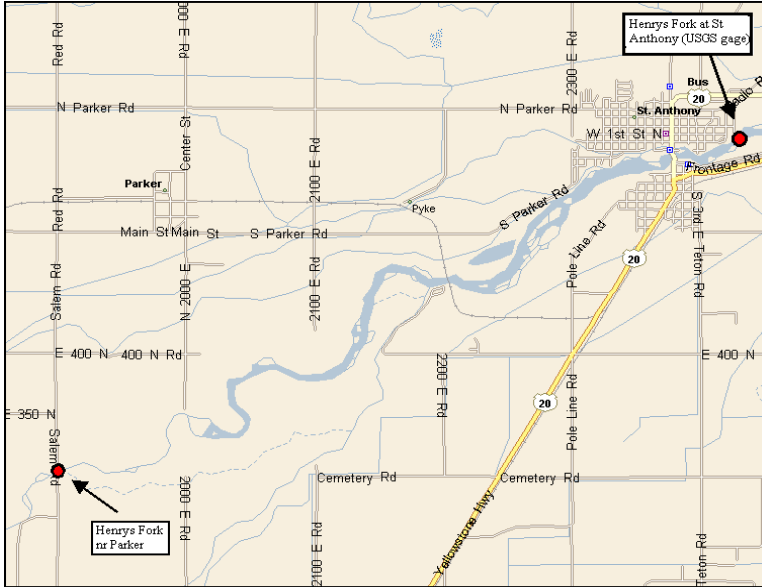 Red Rd
2000 E Rd
Henrys Fork at St
Anthony (USGS gage)
2300 E Rd
Bus
20
adio R
N Parker Rd
N Parker Rd
St. Anthony
W 1st St N
Center St
Frontage Rd
Parker
2100 E Rd
Red Rd
Pyke
S Parker Rd
S 3rd E
Main St
Main St
S Parker Rd
Pole Line Rd
20
Teton Rd
Salem Rd
N 2000 E
2100 E Rd
E 400 N
400 N Rd
E 400 N
2200 E Rd
20
Pole Line Rd
E 350 N
Salem Rd
Cemetery Rd
Cemetery Rd
2000 E Rd
Yellowstone Hwy
Henrys Fork
nr Parker
2100 E
Teton Rd